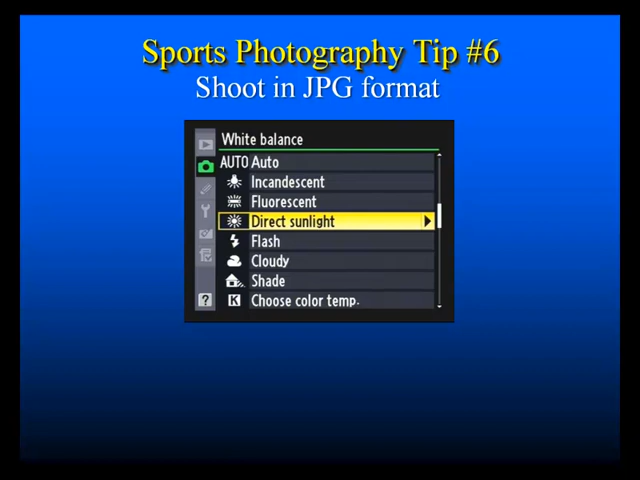 Sports Photography Tip #6
Shoot in JPG format
White balance
AUTO Auto
Incandescent
Fluorescent
Direct sunlight
Flash
Cloudy
Shade
K Choose color temp.
?